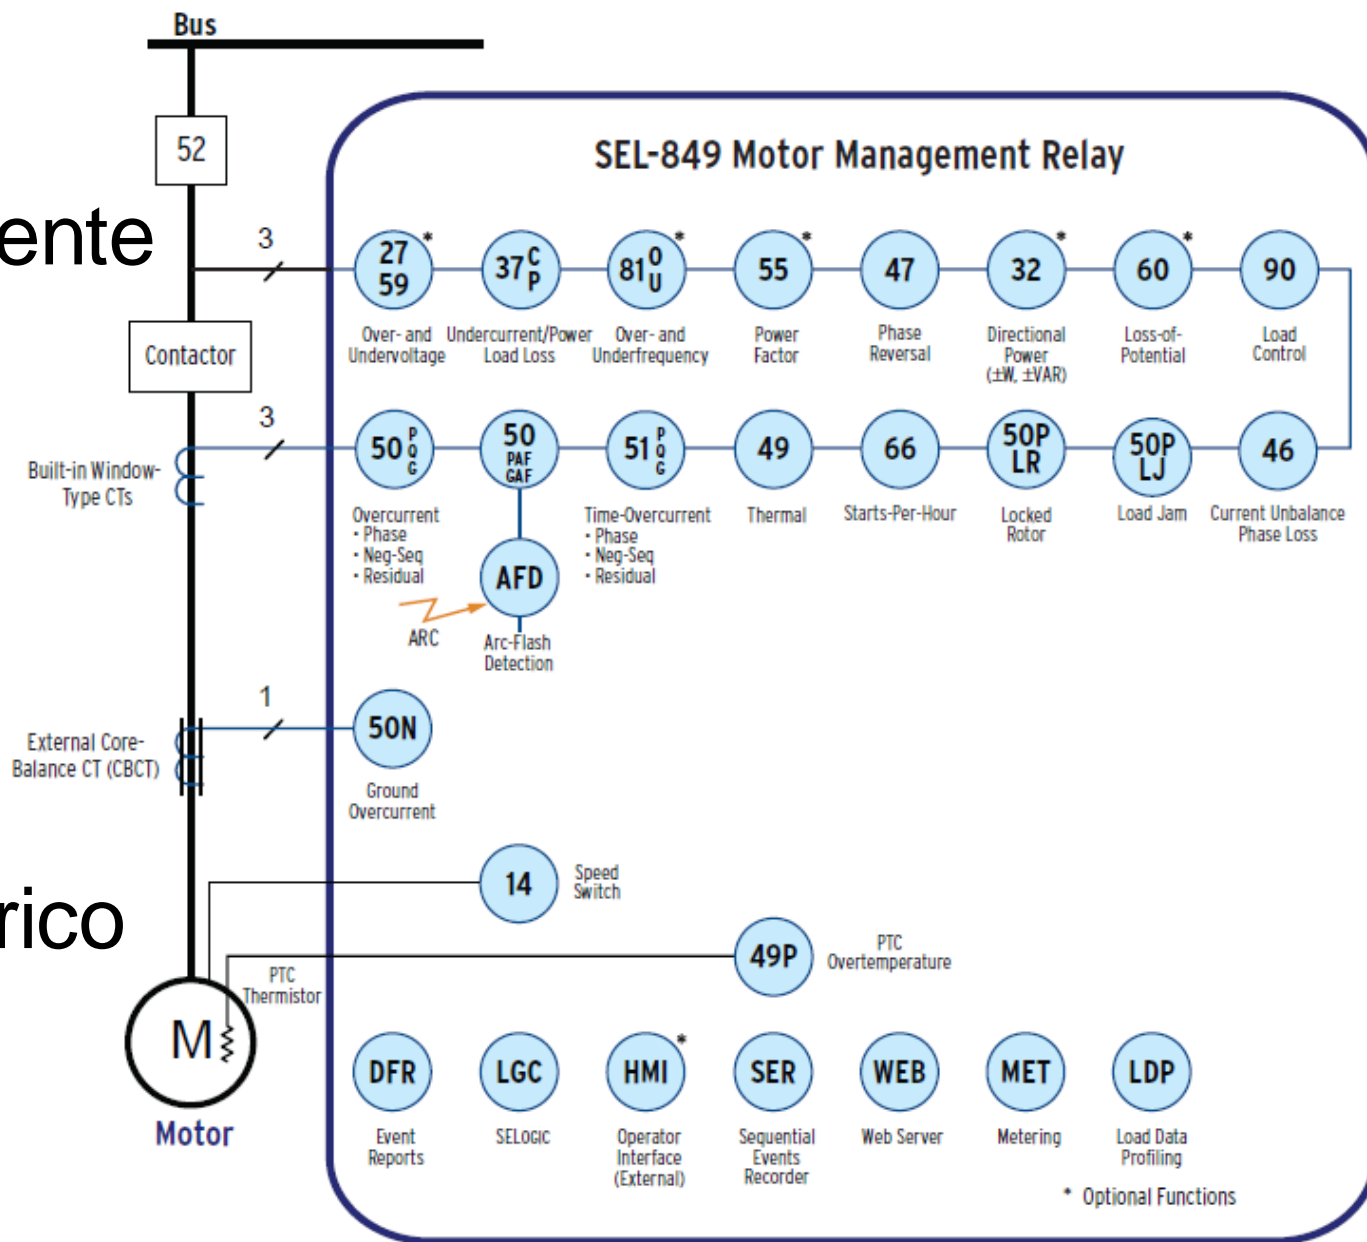 Bus
52
SEL-849 Motor Management Relay
ente
3
27
59
*
37 C
P
81 O
U
*
55
*
47
32
*
60
*
90
Over- and
Undervoltage
Undercurrent/Power
Load Loss
Over- and
Underfrequency
Power
Factor
Phase
Reversal
Directional
Power
(±W, ±VAR)
Loss-of-
Potential
Load
Control
Contactor
3
Built-in Window-
Type CTs
50 P
Q
G
50
PAF
GAF
51 P
Q
G
49
66
50P
LR
50P
LJ
46
Overcurrent
· Phase
· Neg-Seq
· Residual
Time-Overcurrent
· Phase
· Neg-Seq
· Residual
Thermal
Starts-Per-Hour
Locked
Rotor
Load Jam
Current Unbalance
Phase Loss
AFD
ARC
Arc-Flash
Detection
1
External Core-
Balance CT (CBCT)
50N
Ground
Overcurrent
14
Speed
Switch
rico
49P
PTC
Overtemperature
PTC
Thermistor
M
Motor
DFR
LGC
HMI
*
SER
WEB
MET
LDP
Event
Reports
SELOGIC
Operator
Interface
(External)
Sequential
Events
Recorder
Web Server
Metering
Load Data
Profiling
* Optional Functions